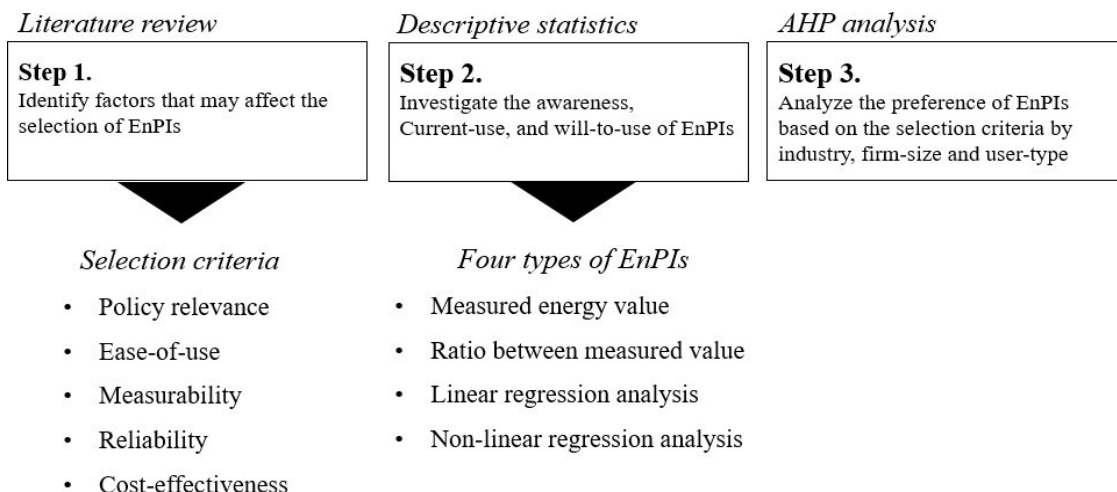 Literature review
Step 1.
Identify factors that may affect the
selection of EnPIs
Selection criteria
• Policy relevance
• Ease-of-use
• Measurability
• Reliability
• Cost-effectiveness
Descriptive statistics
Step 2.
Investigate the awareness,
Current-use, and will-to-use of EnPIs
Four types of EnPIs
• Measured energy value
• Ratio between measured value
• Linear regression analysis
• Non-linear regression analysis
AHP analysis
Step 3.
Analyze the preference of EnPIs
based on the selection criteria by
industry, firm-size and user-type